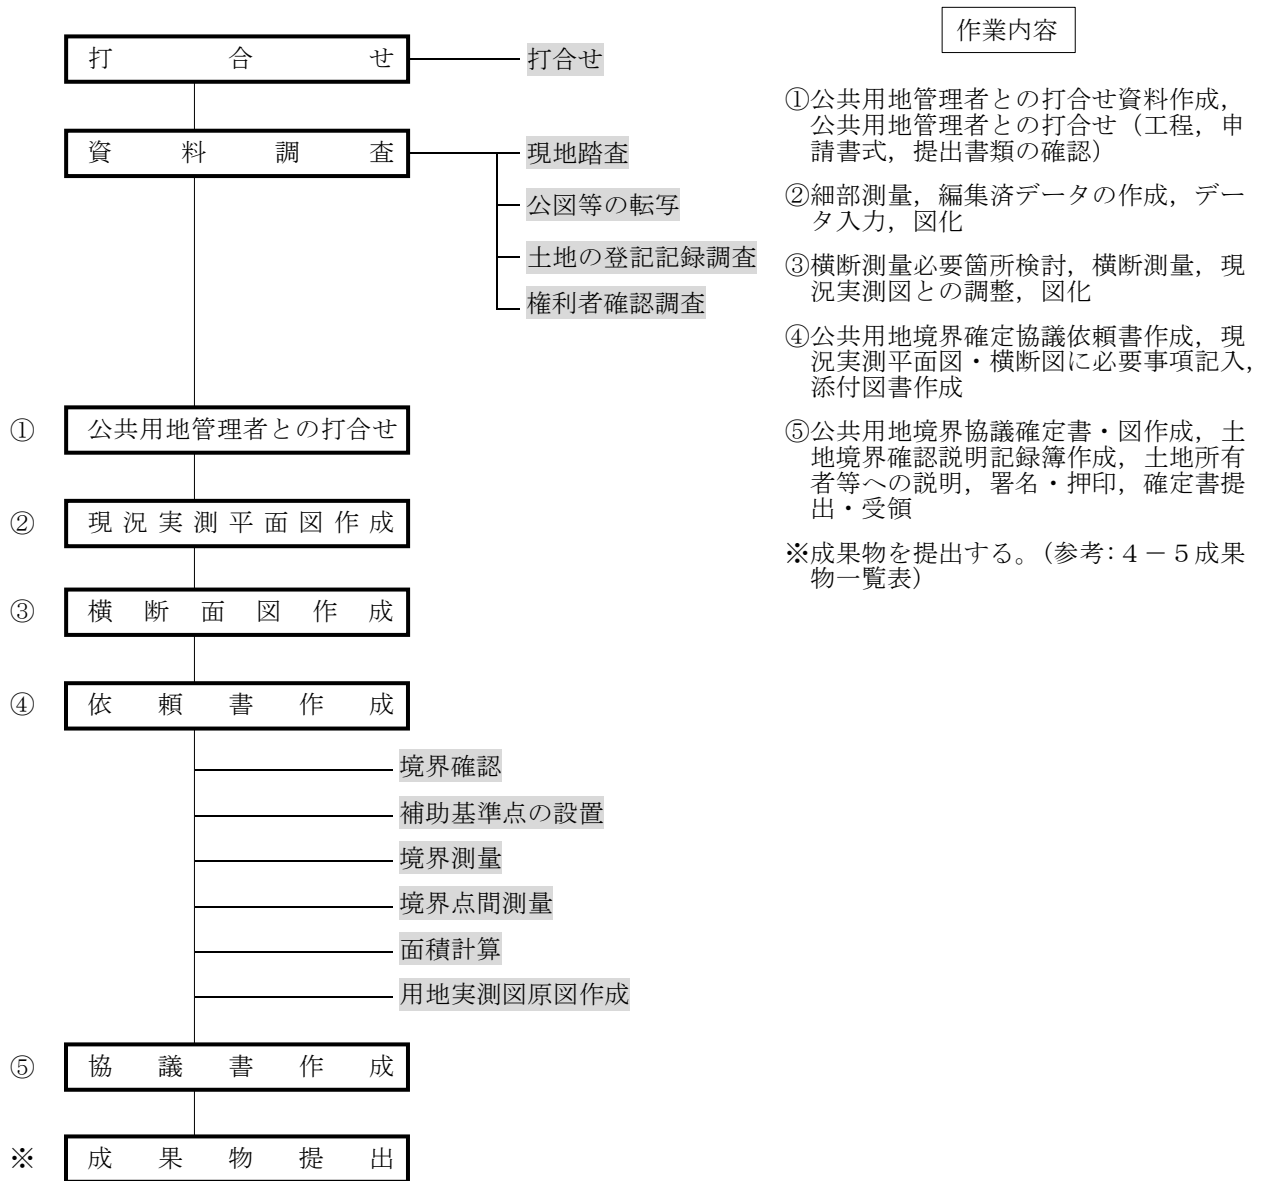 打合せ
打合せ
資料調査
現地踏査
公図等の転写
土地の登記記録調査
権利者確認調査
① 公共用地管理者との打合せ
② 現況実測平面図作成
③ 横断面図作成
④ 依頼書作成
境界確認
補助基準点の設置
境界測量
境界点間測量
面積計算
用地実測図原図作成
⑤ 協議書作成
※ 成果物提出
作業内容
①公共用地管理者との打合せ資料作成，
公共用地管理者との打合せ（工程，申
請書式，提出書類の確認）
②細部測量，編集済データの作成，デー
タ入力，図化
③横断測量必要箇所検討，横断測量，現
況実測図との調整，図化
④公共用地境界確定協議依頼書作成，現
況実測平面図・横断図に必要事項記入，
添付図書作成
⑤公共用地境界協議確定書・図作成，土
地境界確認説明記録簿作成，土地所有
者等への説明，署名・押印，確定書提
出・受領
※成果物を提出する。（参考：４－５成果
物一覧表）